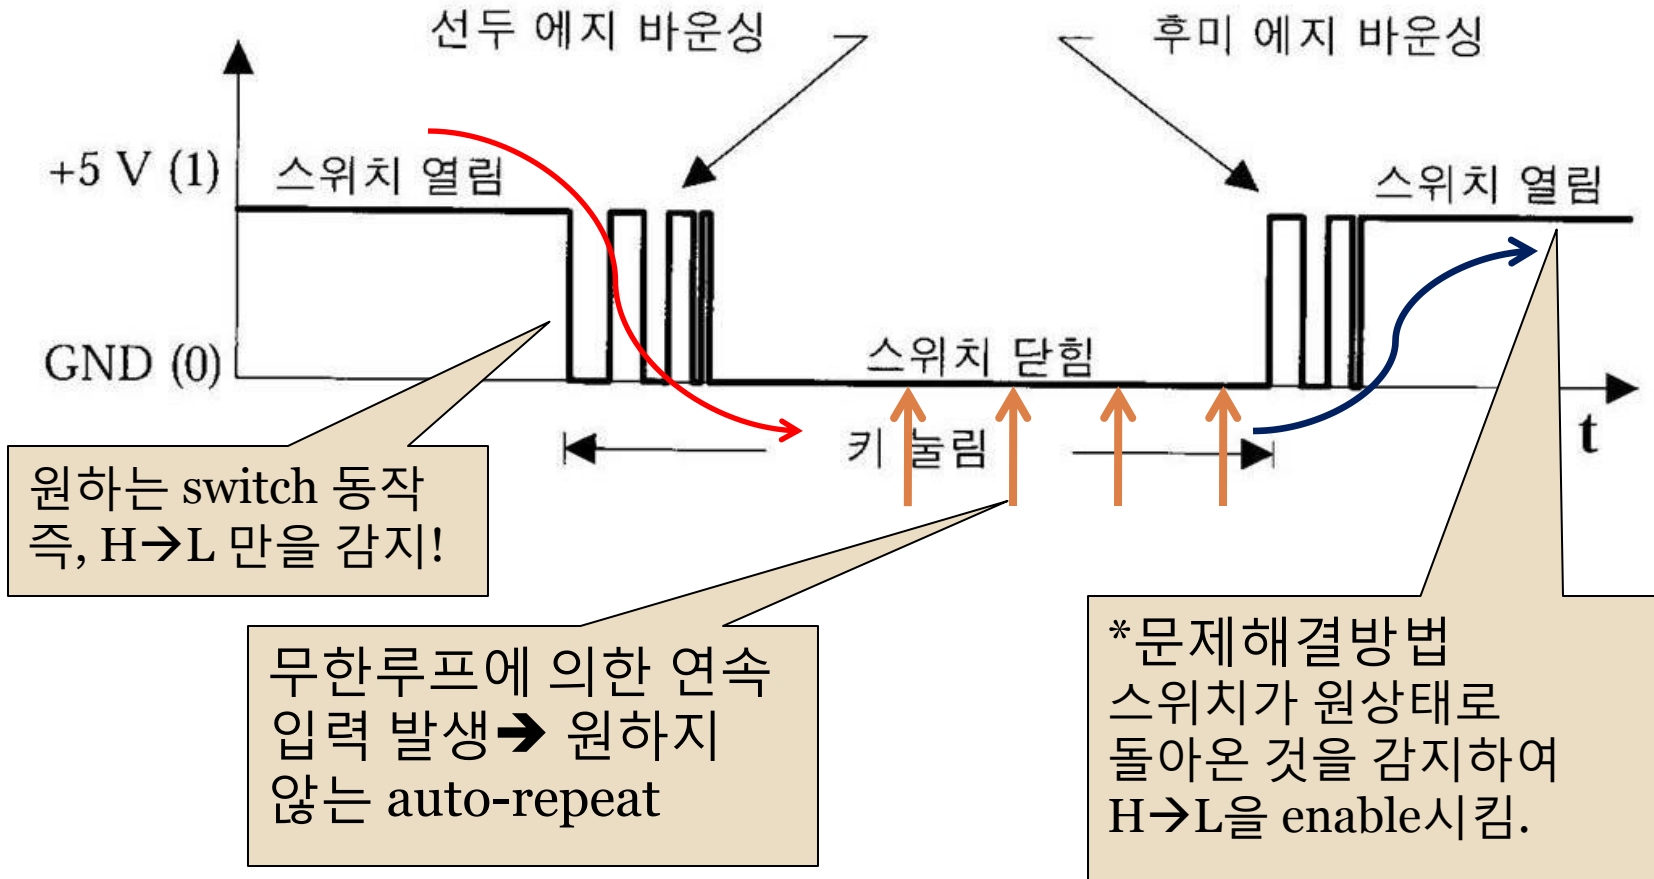 선두 에지 바운싱
후미 에지 바운싱
+5 V (1)
스위치 열림
스위치 열림
GND (0)
스위치 닫힘
키 눌림
t
원하는 switch 동작
즉, H→L 만을 감지!
무한루프에 의한 연속
입력 발생➔ 원하지
않는 auto-repeat
*문제해결방법
스위치가 원상태로
돌아온 것을 감지하여
H→L을 enable시킴.